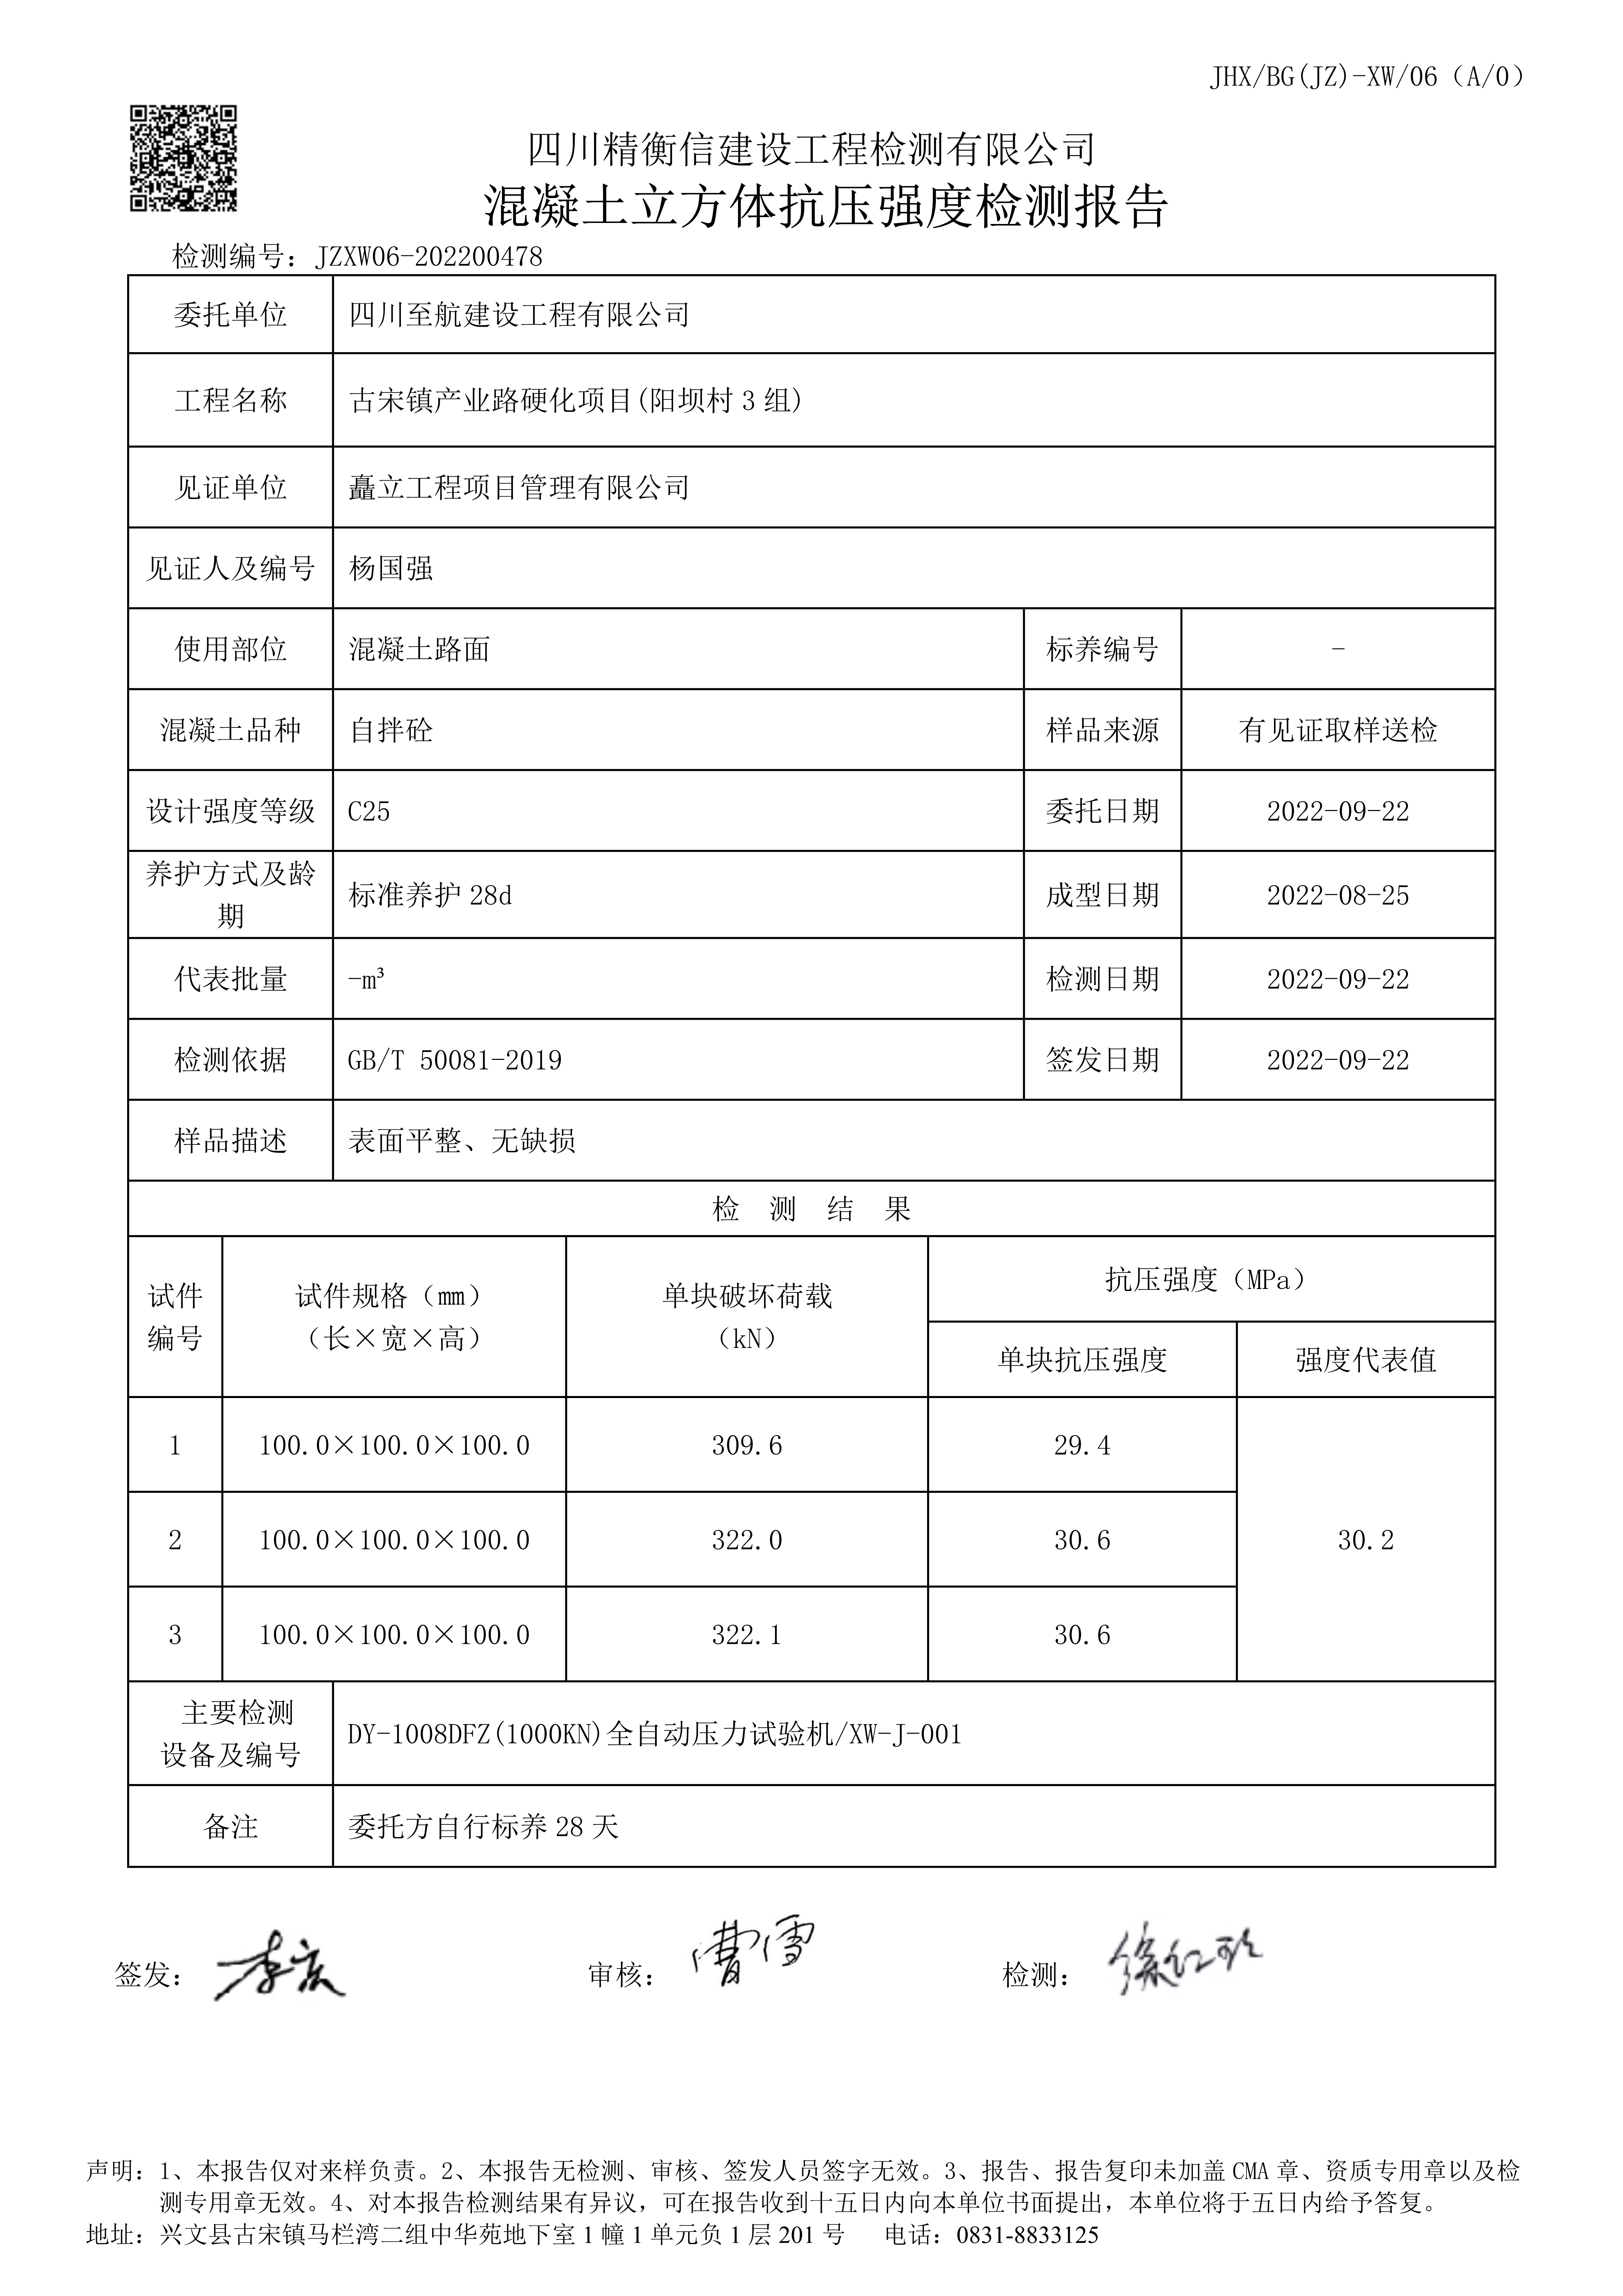 JHX/BG(JZ)-XW/06（A/0）
四川精衡信建设工程检测有限公司
混凝土立方体抗压强度检测报告
检测编号：JZXW06-202200478
委托单位 四川至航建设工程有限公司
工程名称 古宋镇产业路硬化项目(阳坝村 3 组)
见证单位 矗立工程项目管理有限公司
见证人及编号 杨国强
使用部位 混凝土路面 标养编号 -
混凝土品种 自拌砼 样品来源 有见证取样送检
设计强度等级 C25 委托日期 2022-09-22
养护方式及龄期 标准养护 28d 成型日期 2022-08-25
代表批量 -m³ 检测日期 2022-09-22
检测依据 GB/T 50081-2019 签发日期 2022-09-22
样品描述 表面平整、无缺损
检 测 结 果
试件编号 试件规格（mm）（长×宽×高） 单块破坏荷载（kN） 抗压强度（MPa）
单块抗压强度 强度代表值
1 100.0×100.0×100.0 309.6 29.4
2 100.0×100.0×100.0 322.0 30.6 30.2
3 100.0×100.0×100.0 322.1 30.6
主要检测设备及编号 DY-1008DFZ(1000KN)全自动压力试验机/XW-J-001
备注 委托方自行标养 28 天
签发： 审核：曹雪 检测：
声明：1、本报告仅对来样负责。2、本报告无检测、审核、签发人员签字无效。3、报告、报告复印未加盖 CMA 章、资质专用章以及检
测专用章无效。4、对本报告检测结果有异议，可在报告收到十五日内向本单位书面提出，本单位将于五日内给予答复。
地址：兴文县古宋镇马栏湾二组中华苑地下室 1 幢 1 单元负 1 层 201 号 电话：0831-8833125